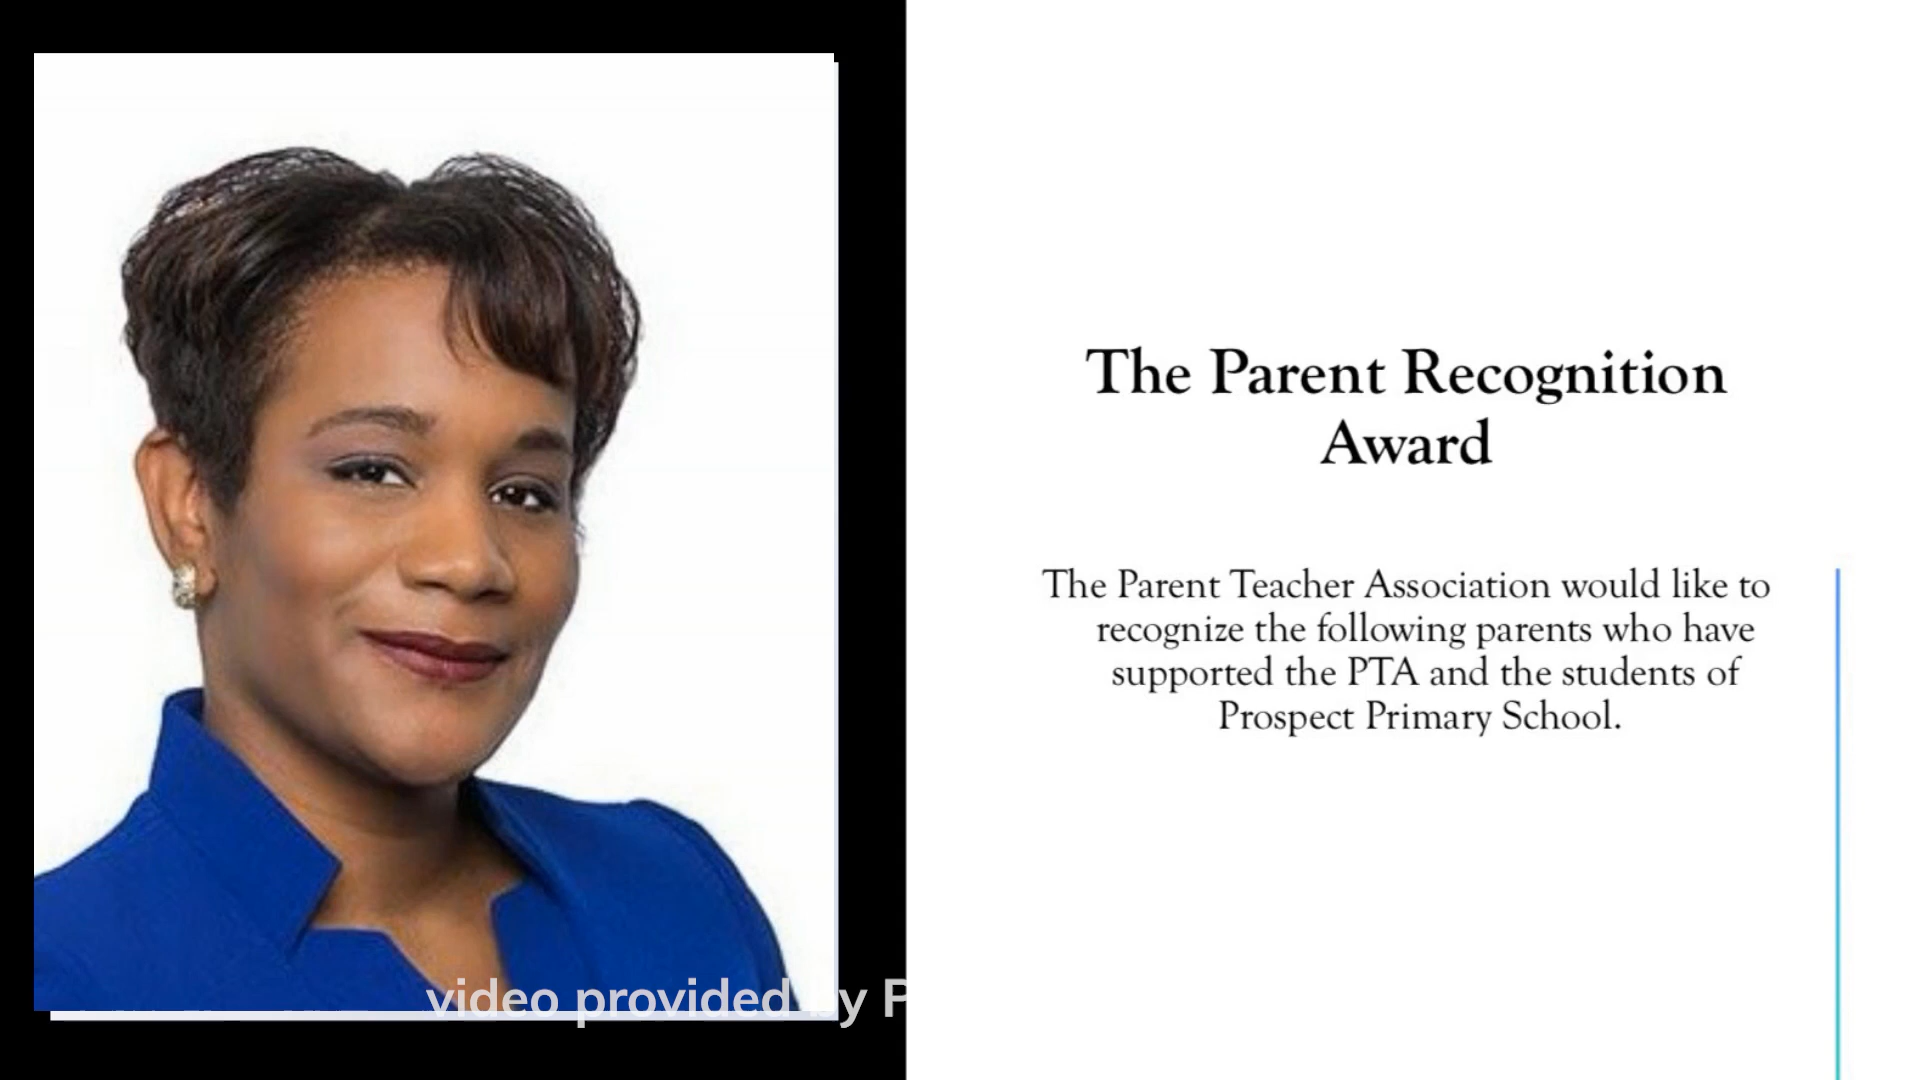 The Parent Recognition
Award
The Parent Teacher Association would like to
recognize the following parents who have
supported the PTA and the students of
Prospect Primary School.
video provided by P